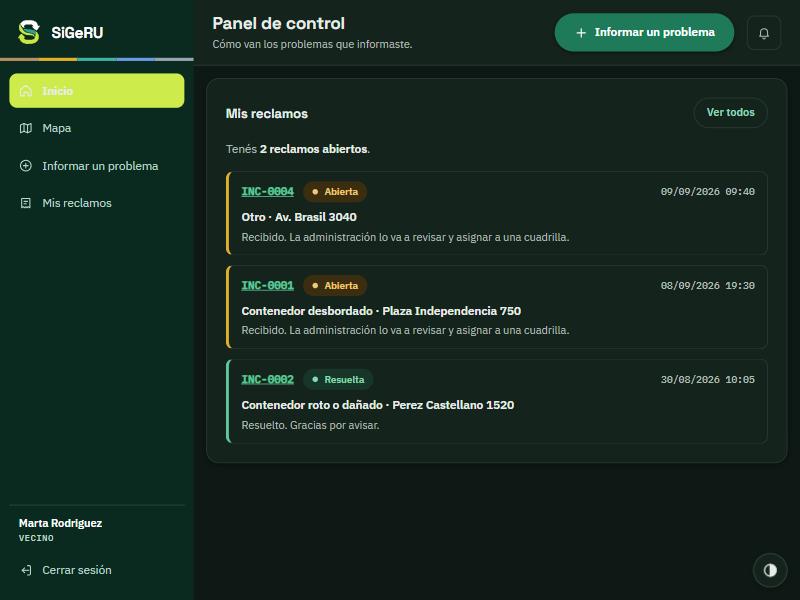 SiGeRU
Inicio
Mapa
Informar un problema
Mis reclamos
Marta Rodriguez
VECINO
Cerrar sesión
Panel de control
Cómo van los problemas que informaste.
+ Informar un problema
Mis reclamos
Ver todos
Tenés 2 reclamos abiertos.
INC-0004 Abierta 09/09/2026 09:40
Otro · Av. Brasil 3040
Recibido. La administración lo va a revisar y asignar a una cuadrilla.
INC-0001 Abierta 08/09/2026 19:30
Contenedor desbordado · Plaza Independencia 750
Recibido. La administración lo va a revisar y asignar a una cuadrilla.
INC-0002 Resuelta 30/08/2026 10:05
Contenedor roto o dañado · Perez Castellano 1520
Resuelto. Gracias por avisar.